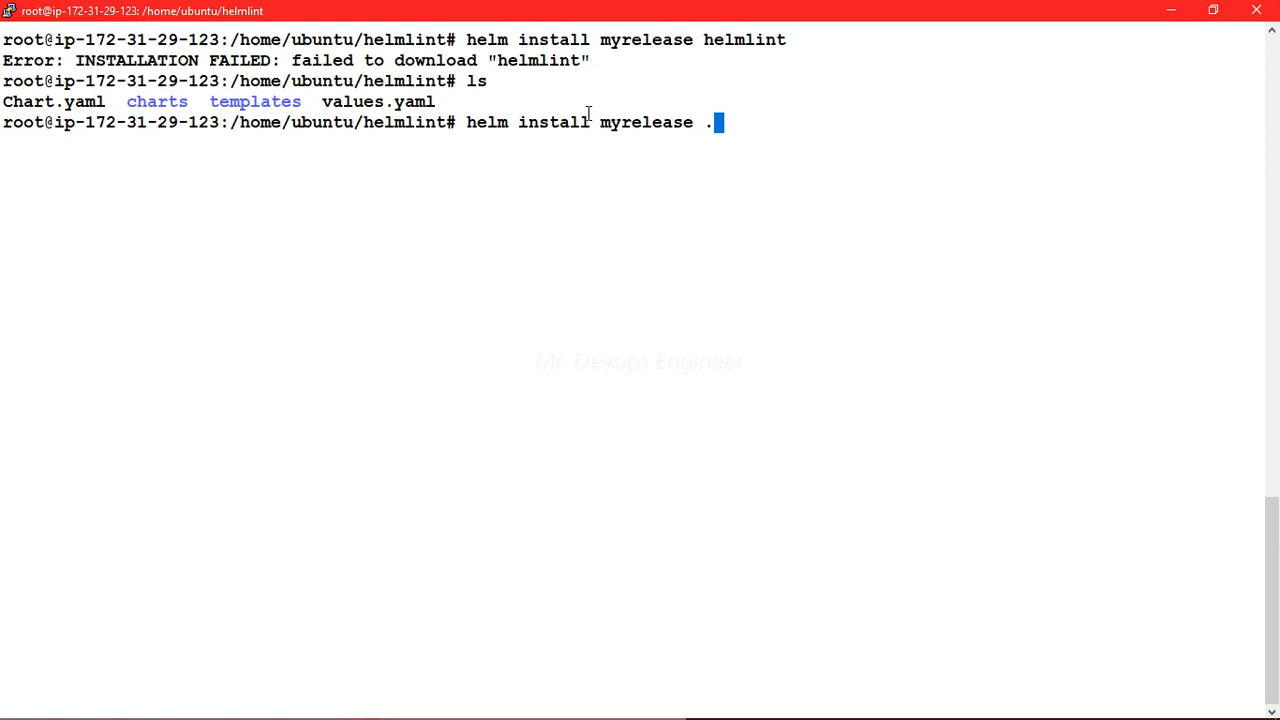 root@ip-172-31-29-123: /home/ubuntu/helmlint
root@ip-172-31-29-123:/home/ubuntu/helmlint# helm install myrelease helmlint
Error: INSTALLATION FAILED: failed to download "helmlint"
root@ip-172-31-29-123:/home/ubuntu/helmlint# ls
Chart.yaml  charts  templates  values.yaml
root@ip-172-31-29-123:/home/ubuntu/helmlint# helm install myrelease .
Mr. Devops Engineer